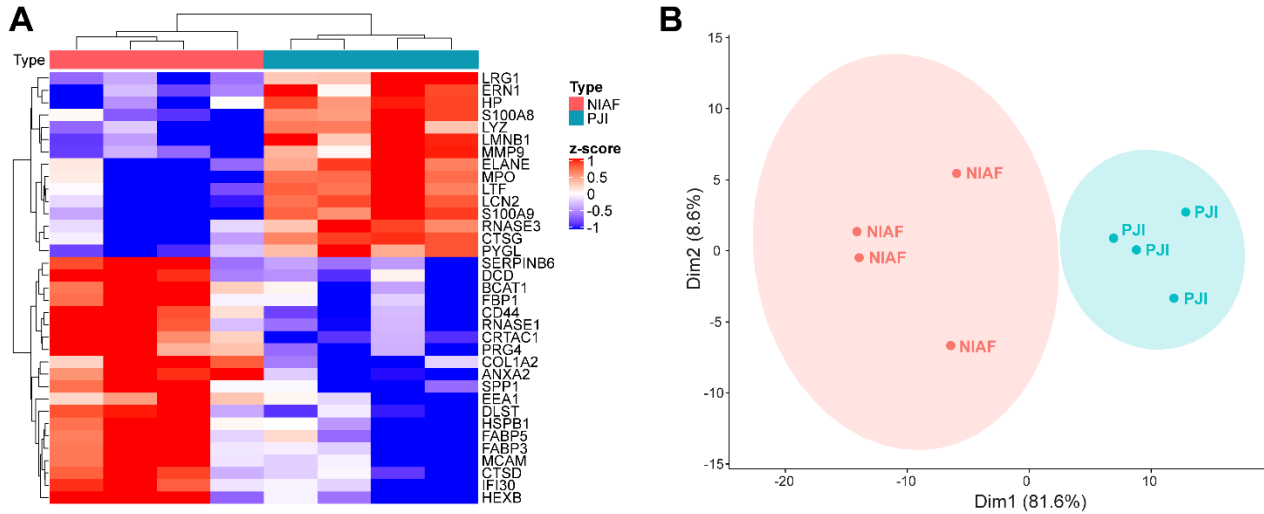 A
Type
LRG1
ERN1
HP
S100A8
LYZ
LMNB1
MMP9
ELANE
MPO
LTF
LCN2
S100A9
RNASE3
CTSG
PYGL
SERPINB6
DCD
BCAT1
FBP1
CD44
RNASE1
CRTAC1
PRG4
COL1A2
ANXA2
SPP1
EEA1
DLST
HSPB1
FABP5
FABP3
MCAM
CTSD
IFI30
HEXB
Type
NIAF
PJI
z-score
1
0.5
0
-0.5
-1
B
15
10
5
0
-5
-10
-15
Dim2 (8.6%)
NIAF
NIAF
NIAF
NIAF
PJI
PJI
PJI
PJI
-20
-10
0
10
Dim1 (81.6%)